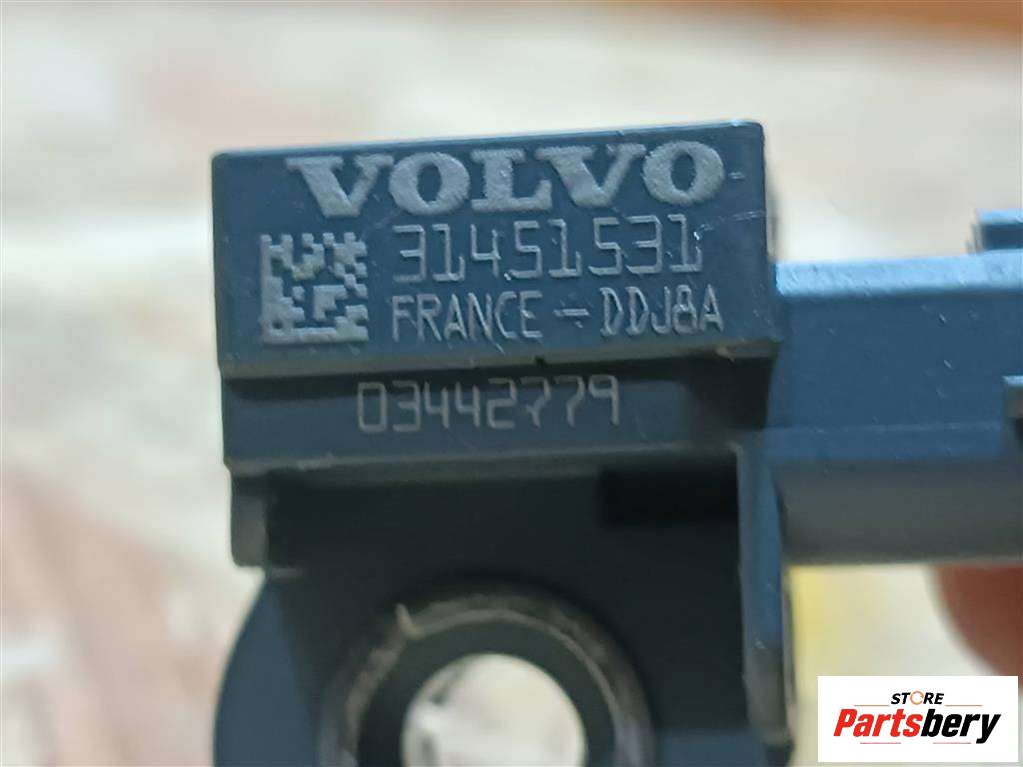 VOLVO
31451531
FRANCE - DDJ8A
03442779
STORE
Partsbery